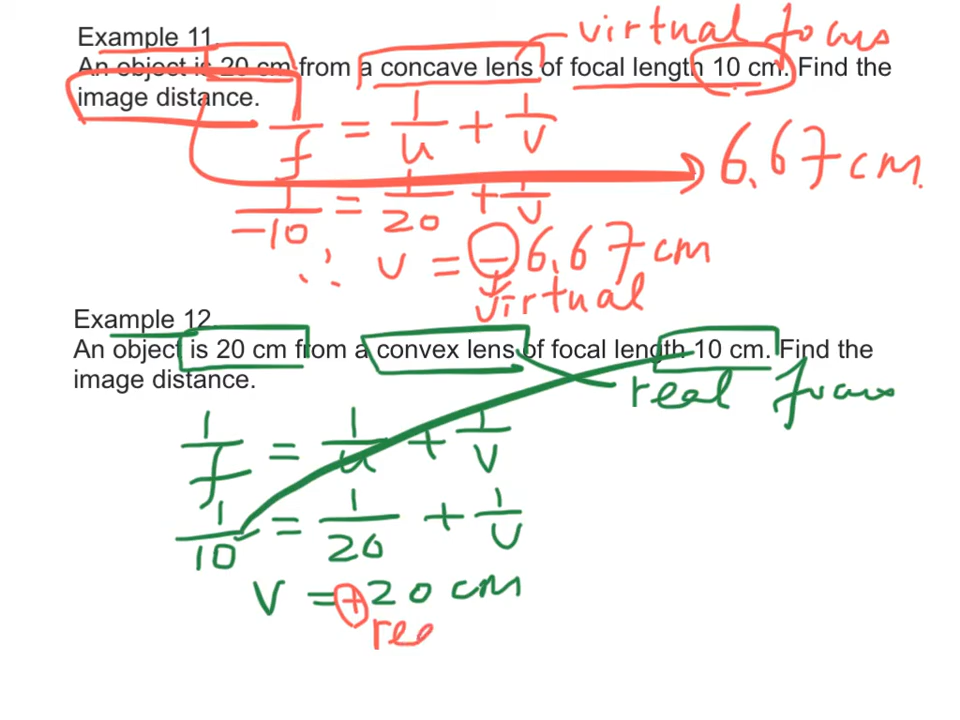 Example 11
virtual focus
An object is 20 cm from a concave lens of focal length 10 cm. Find the
image distance.
1/f = 1/u + 1/v
6.67 cm.
1/-10 = 1/20 + 1/v
∴ v = -6.67 cm
virtual
Example 12
An object is 20 cm from a convex lens of focal length 10 cm. Find the
image distance.
real focus
1/f = 1/u + 1/v
1/10 = 1/20 + 1/v
v = +20 cm
rea